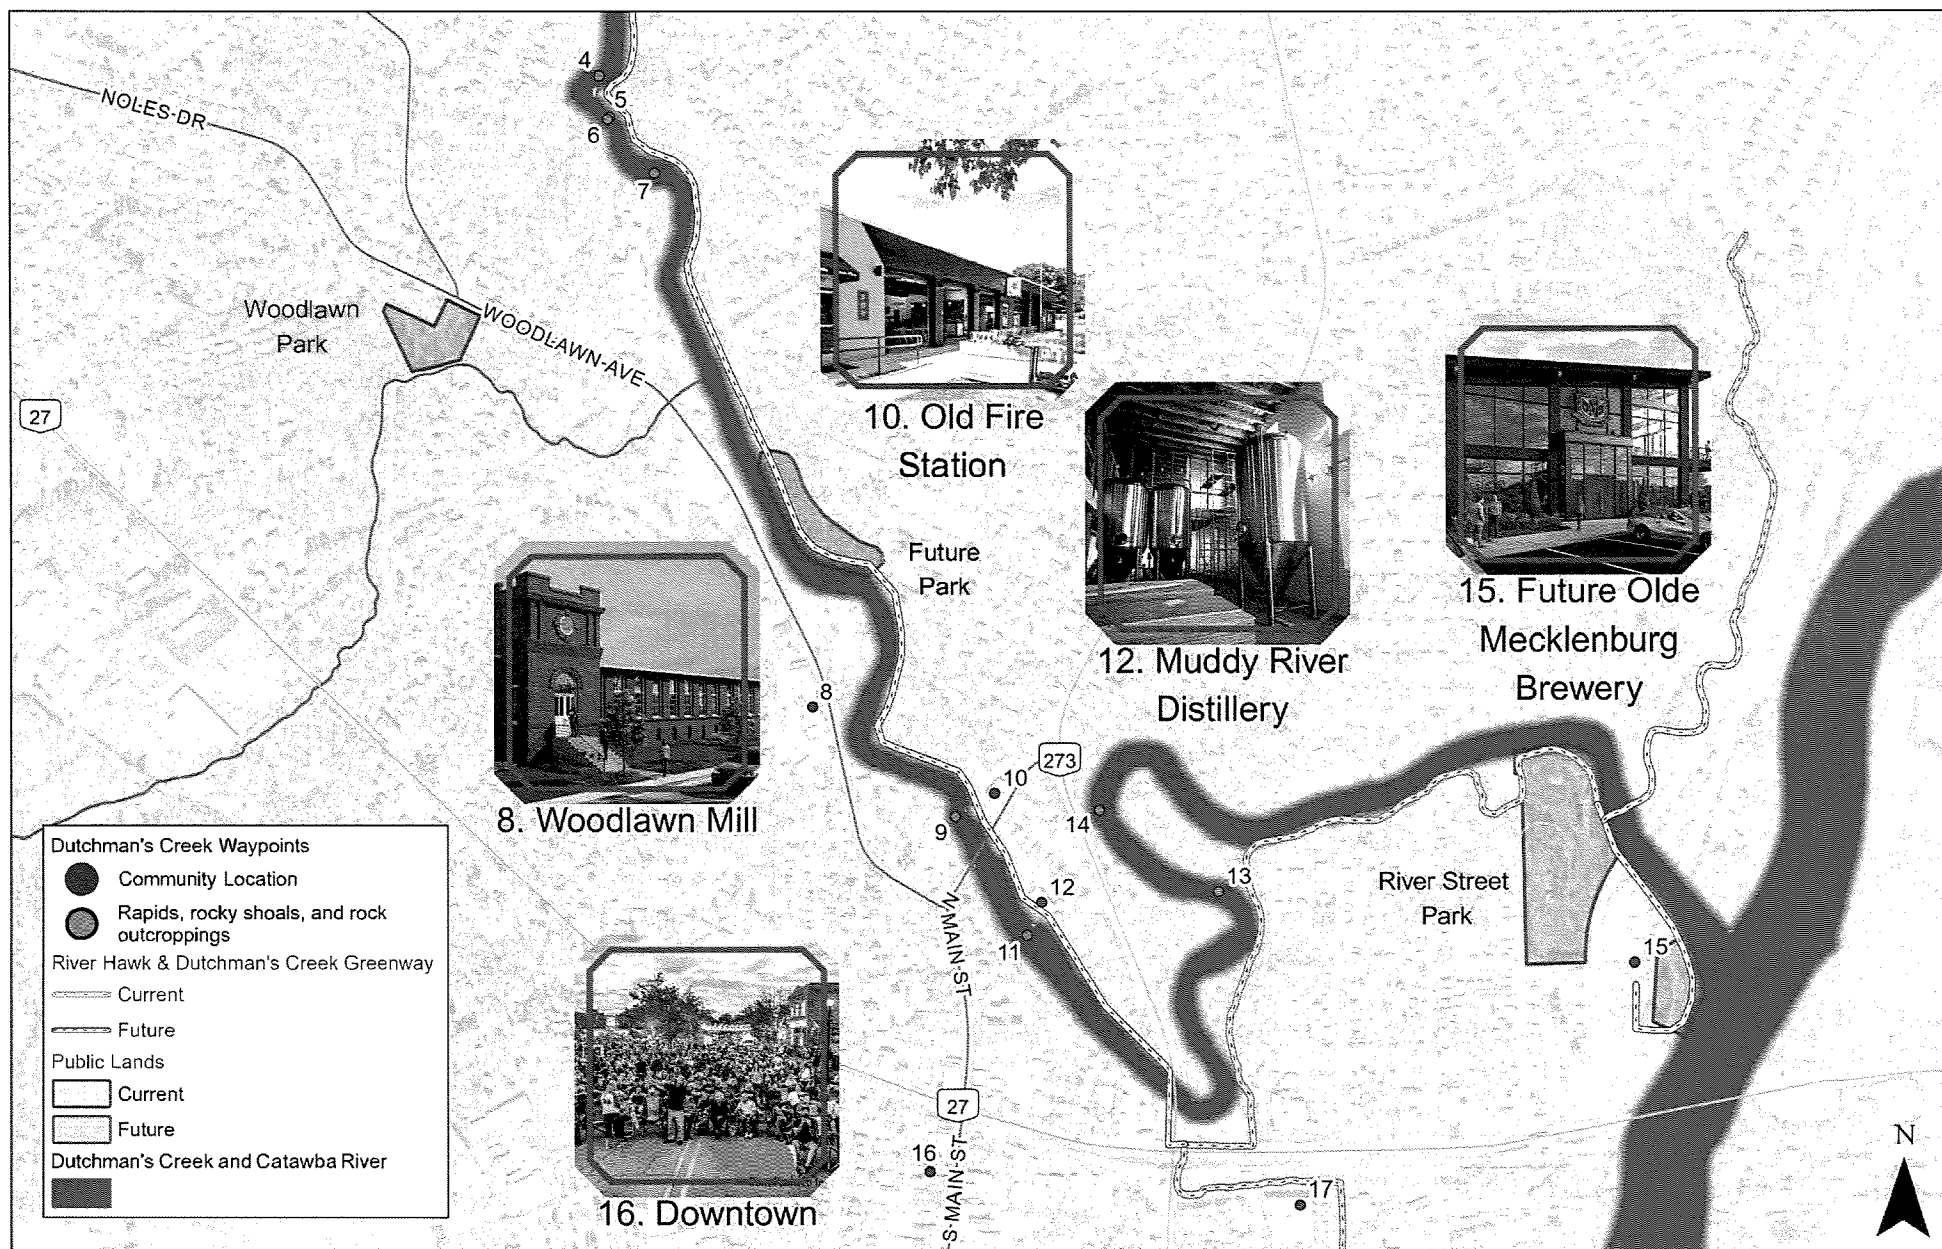 4
5
6
7
NOLES DR
Woodlawn
Park
WOODLAWN AVE
27
10. Old Fire
Station
Future
Park
12. Muddy River
Distillery
15. Future Olde
Mecklenburg
Brewery
8. Woodlawn Mill
8
273
10
9
14
12
11
13
N MAIN ST
River Street
Park
15
27
16
S MAIN ST
17
16. Downtown
Dutchman's Creek Waypoints
Community Location
Rapids, rocky shoals, and rock
outcroppings
River Hawk & Dutchman's Creek Greenway
Current
Future
Public Lands
Current
Future
Dutchman's Creek and Catawba River
N